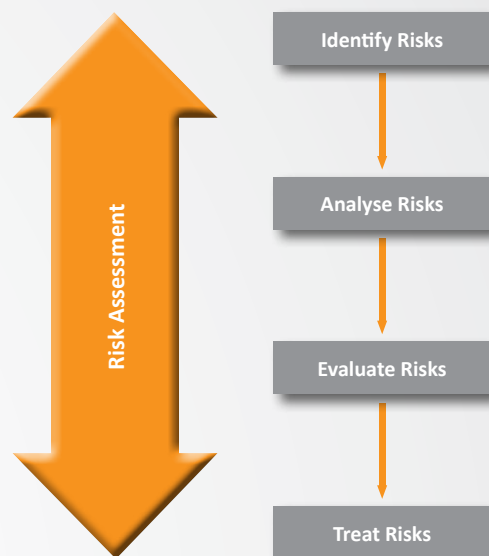 Identify Risks
Analyse Risks
Risk Assessment
Evaluate Risks
Treat Risks